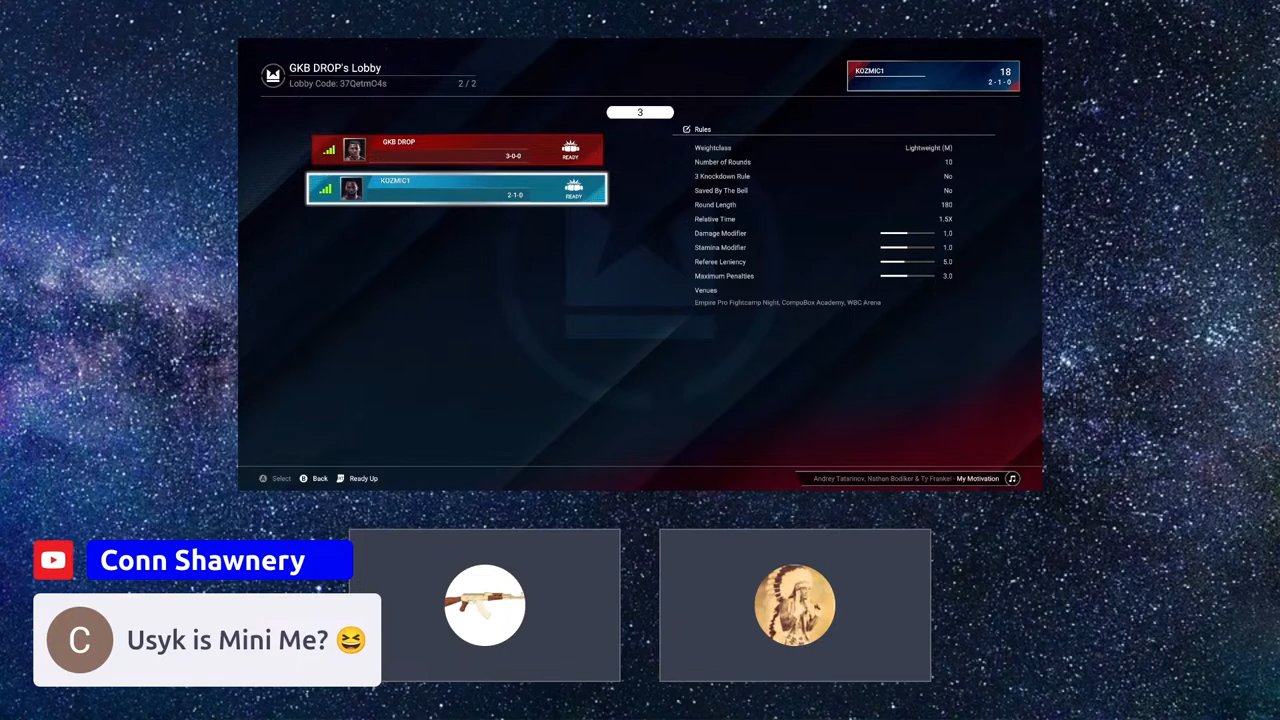 GKB DROP's Lobby
Lobby Code: 37QetmO4s
2 / 2
KOZMIC1
18
2 - 1 - 0
3
GKB DROP
3-0-0
READY
KOZMIC1
2-1-0
READY
Rules
Weightclass Lightweight (M)
Number of Rounds 10
3 Knockdown Rule No
Saved By The Bell No
Round Length 180
Relative Time 1.5X
Damage Modifier 1.0
Stamina Modifier 1.0
Referee Leniency 5.0
Maximum Penalties 3.0
Venues
Empire Pro Fightcamp Night, CompuBox Academy, WBC Arena
A Select B Back Ready Up
Andrey Tatarinov, Nathan Bodiker & Ty Frankel - My Motivation
Conn Shawnery
C
Usyk is Mini Me? 😆